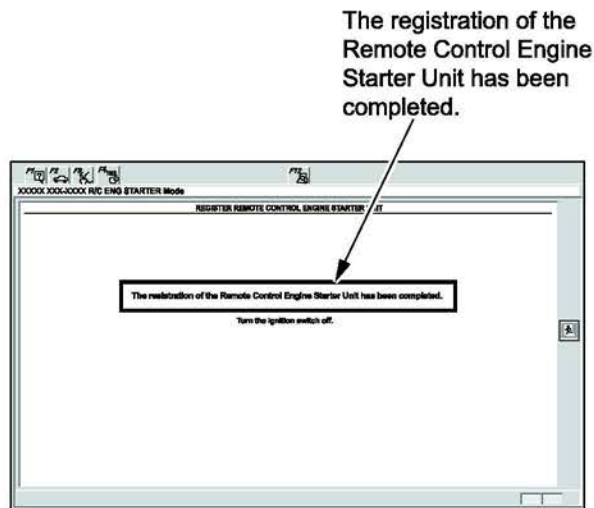 The registration of the
Remote Control Engine
Starter Unit has been
completed.
XXXXX XXX-XXXX R/C ENG STARTER Mode
REGISTER REMOTE CONTROL ENGINE STARTER
The registration of the Remote Control Engine Starter Unit has been completed.
Turn the ignition switch off.